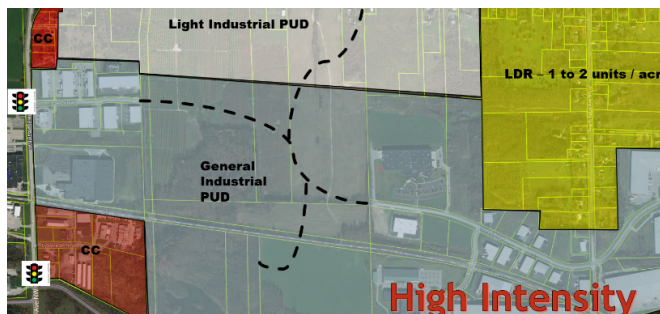 CC
Light Industrial PUD
LDR – 1 to 2 units / acr
General
Industrial
PUD
CC
High Intensity